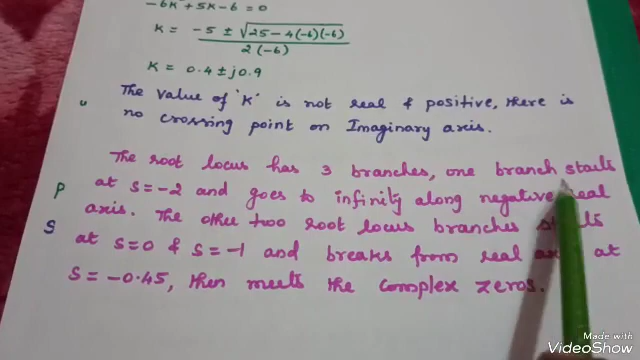 -6K + 5K - 6 = 0
K = -5 ± √25 - 4(-6)(-6)
2(-6)
K = 0.4 ± j0.9
The value of 'K' is not real & positive, there is
no crossing point on Imaginary axis.
The root locus has 3 branches, one branch starts
at s = -2 and goes to infinity along negative real
axis. The other two root locus branches starts
at s = 0 & s = -1 and breaks from real axis at
s = -0.45, then meets the complex zeros.
P
S
Made With
VideoShow